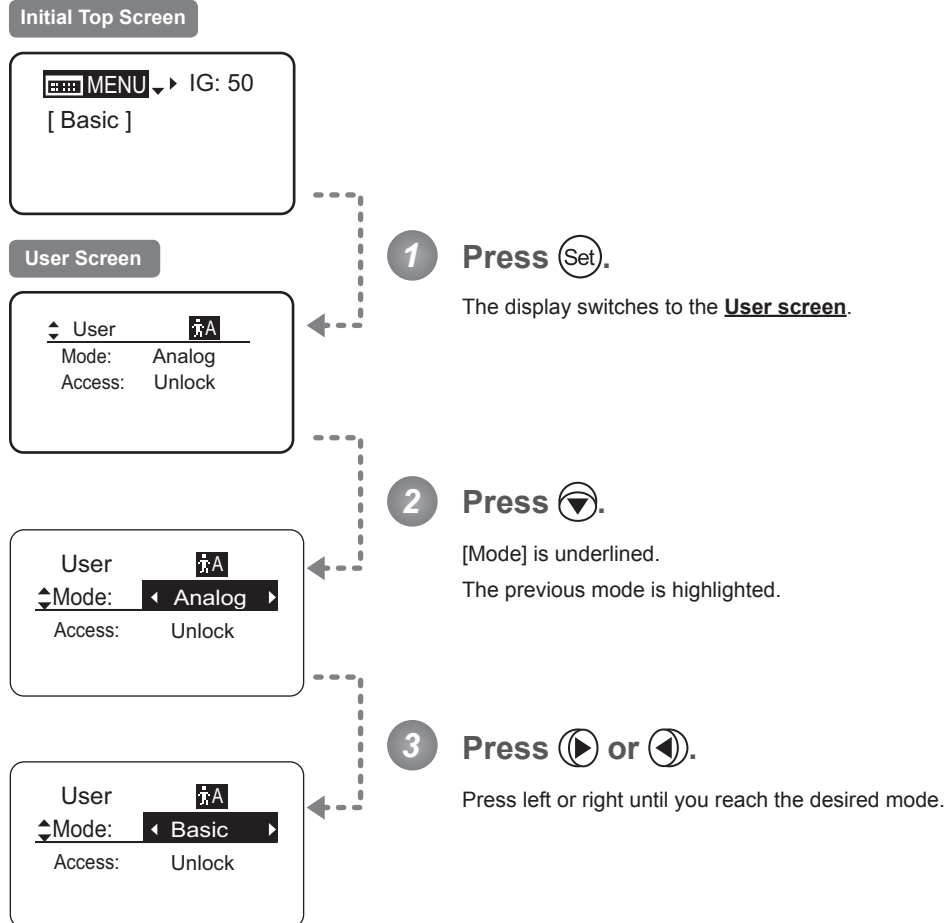 Initial Top Screen
MENU IG: 50
[ Basic ]
User Screen
User A
Mode: Analog
Access: Unlock
1 Press Set.
The display switches to the User screen.
User A
Mode: Analog
Access: Unlock
2 Press .
[Mode] is underlined.
The previous mode is highlighted.
User A
Mode: Basic
Access: Unlock
3 Press or .
Press left or right until you reach the desired mode.